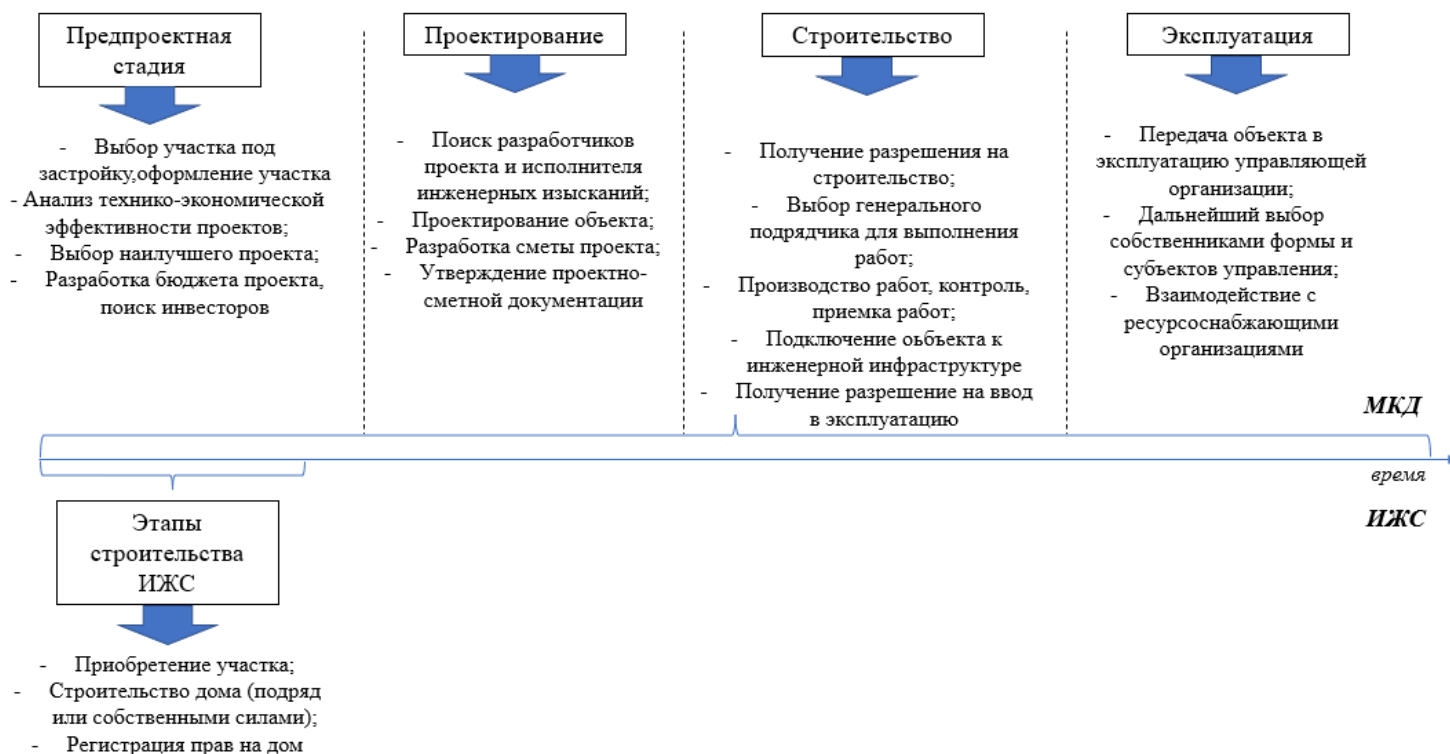 Предпроектная
стадия
- Выбор участка под
застройку,оформление участка
- Анализ технико-экономической
эффективности проектов;
- Выбор наилучшего проекта;
- Разработка бюджета проекта,
поиск инвесторов
Проектирование
- Поиск разработчиков
проекта и исполнителя
инженерных изысканий;
- Проектирование объекта;
- Разработка сметы проекта;
- Утверждение проектно-
сметной документации
Строительство
- Получение разрешения на
строительство;
- Выбор генерального
подрядчика для выполнения
работ;
- Производство работ, контроль,
приемка работ;
- Подключение оьбъекта к
инженерной инфраструктуре
- Получение разрешение на ввод
в эксплуатацию
Эксплуатация
- Передача объекта в
эксплуатацию управляющей
организации;
- Дальнейший выбор
собственниками формы и
субъектов управления;
- Взаимодействие с
ресурсоснабжающими
организациями
МКД
время
ИЖС
Этапы
строительства
ИЖС
- Приобретение участка;
- Строительство дома (подряд
или собственными силами);
- Регистрация прав на дом